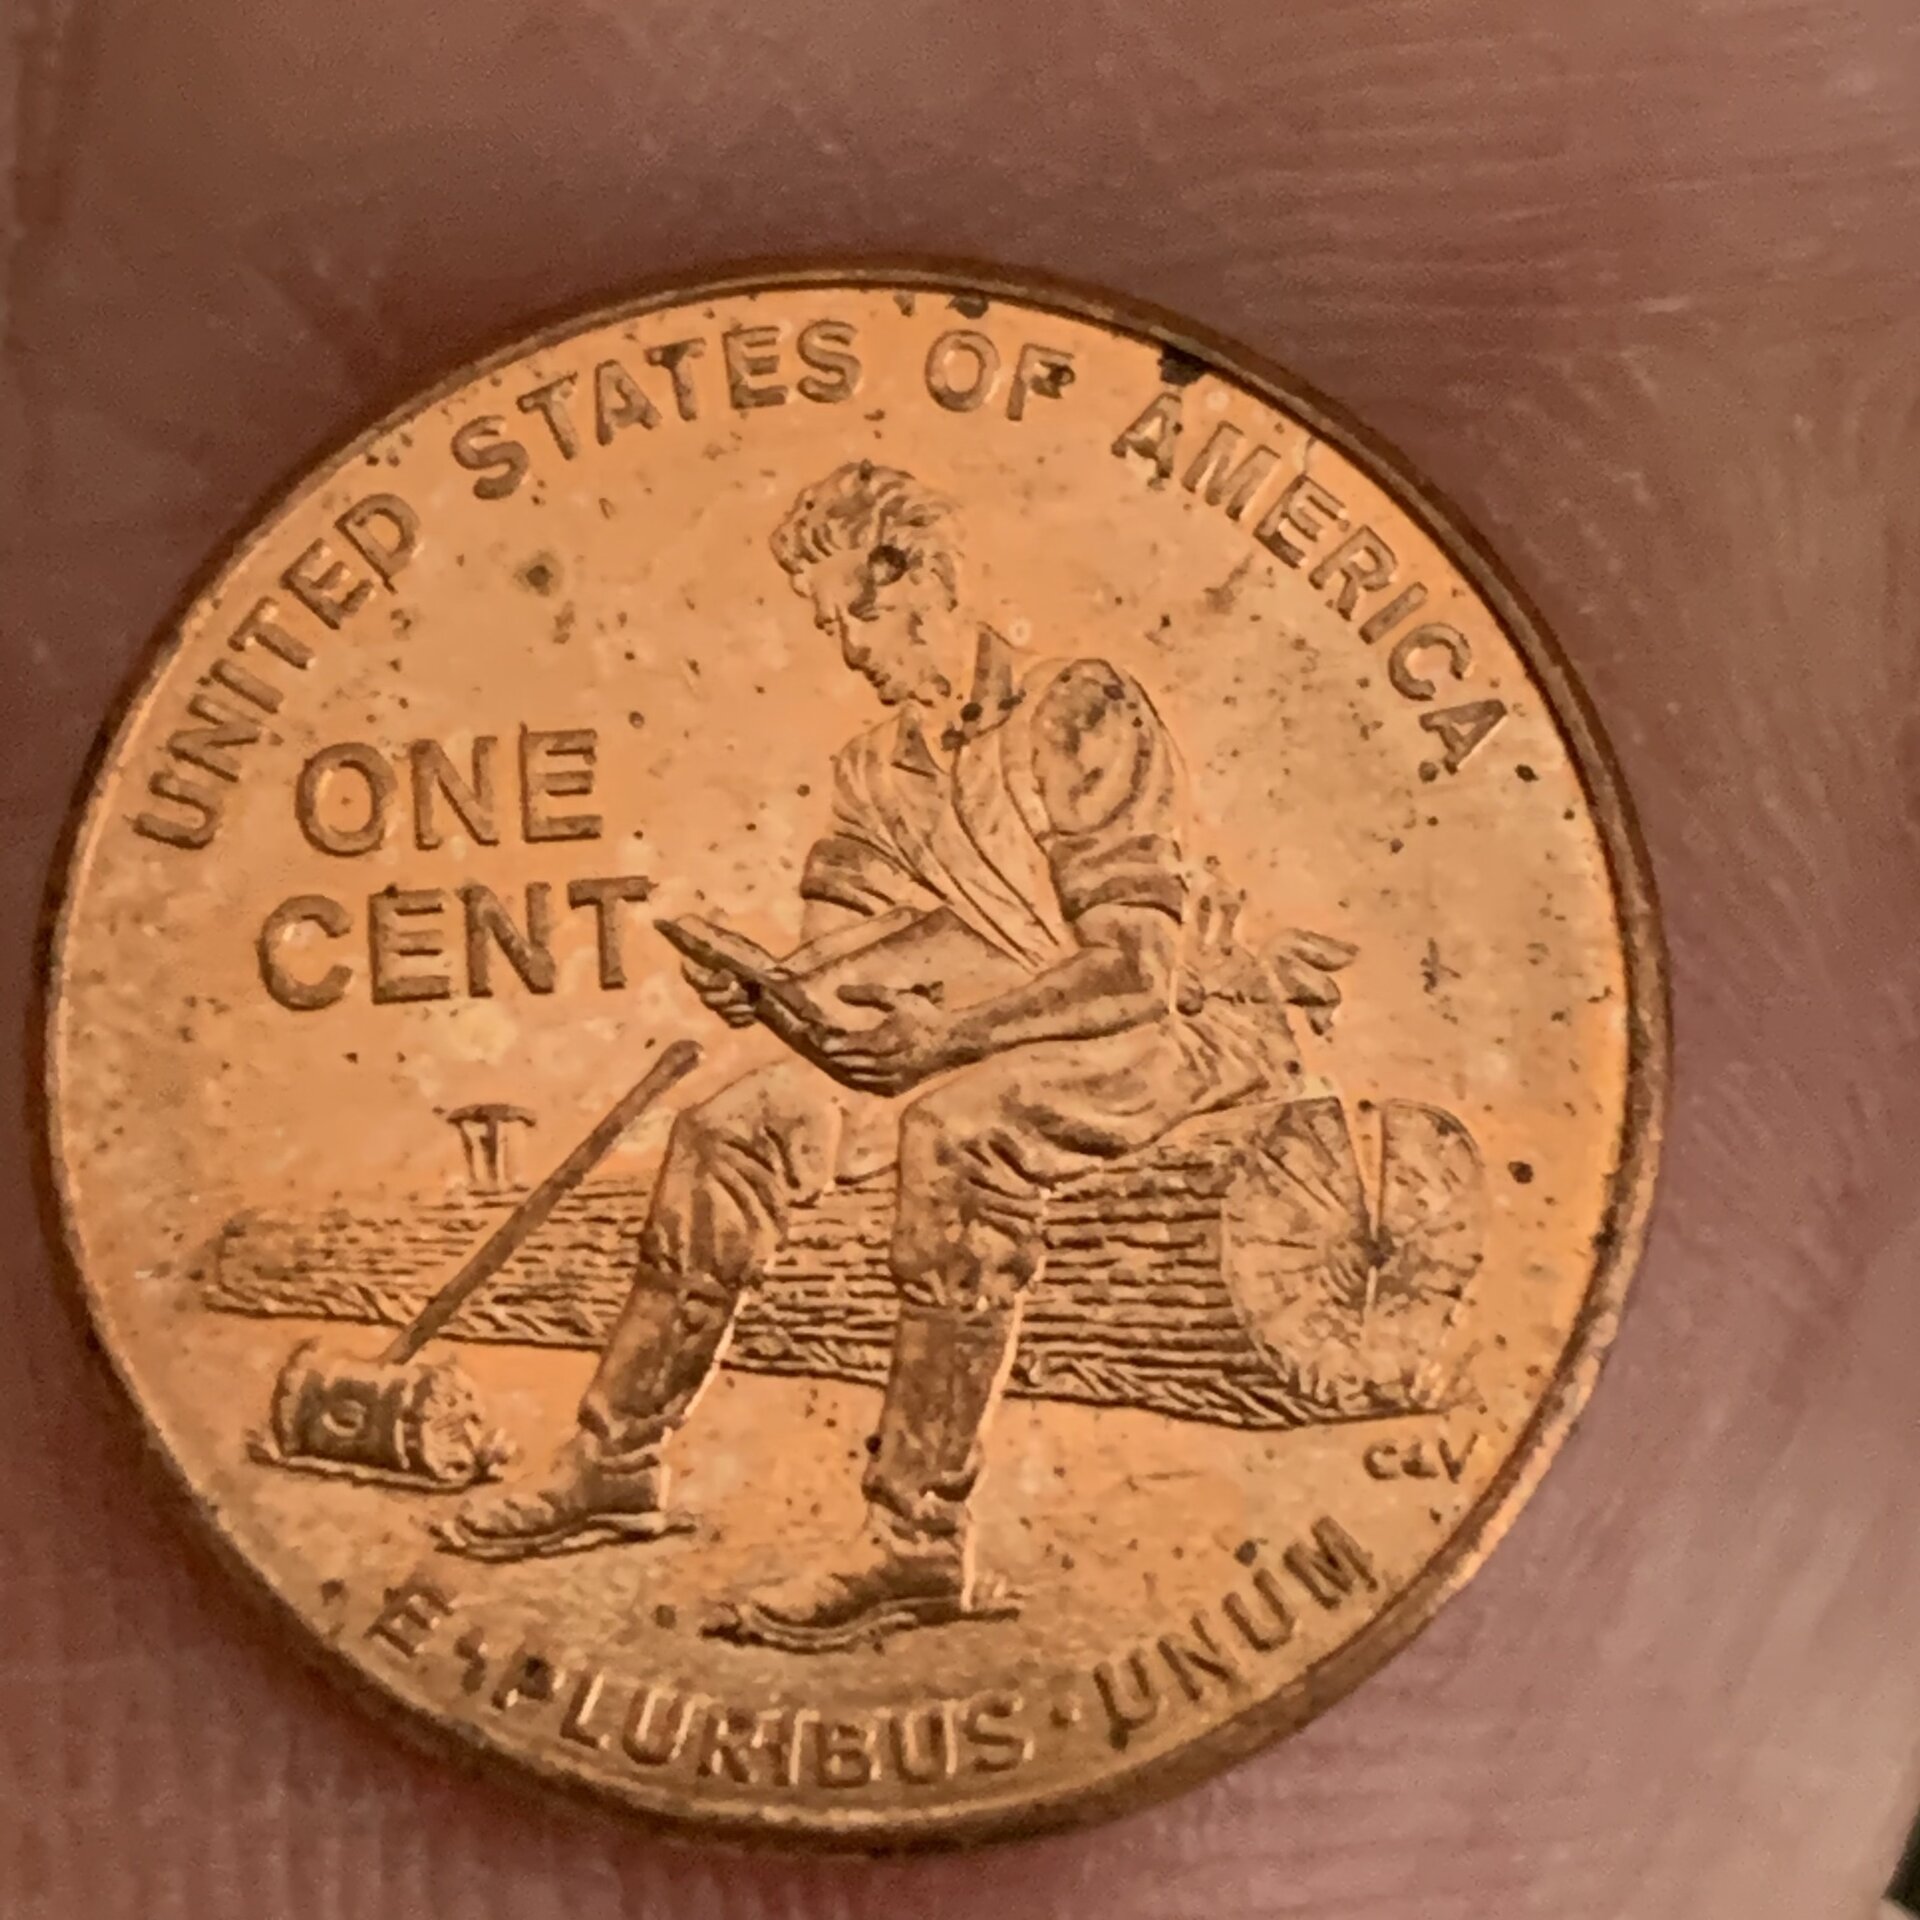 UNITED STATES OF AMERICA
ONE
CENT
E · PLURIBUS · UNUM